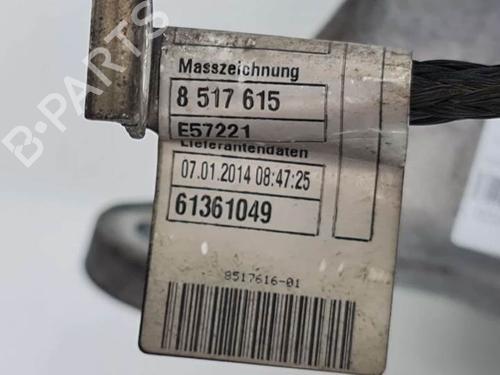 B-PARTS
Masszeichnung
8 517 615
E57221
Lieferantendaten
07.01.2014 08:47:25
61361049
8517616-01